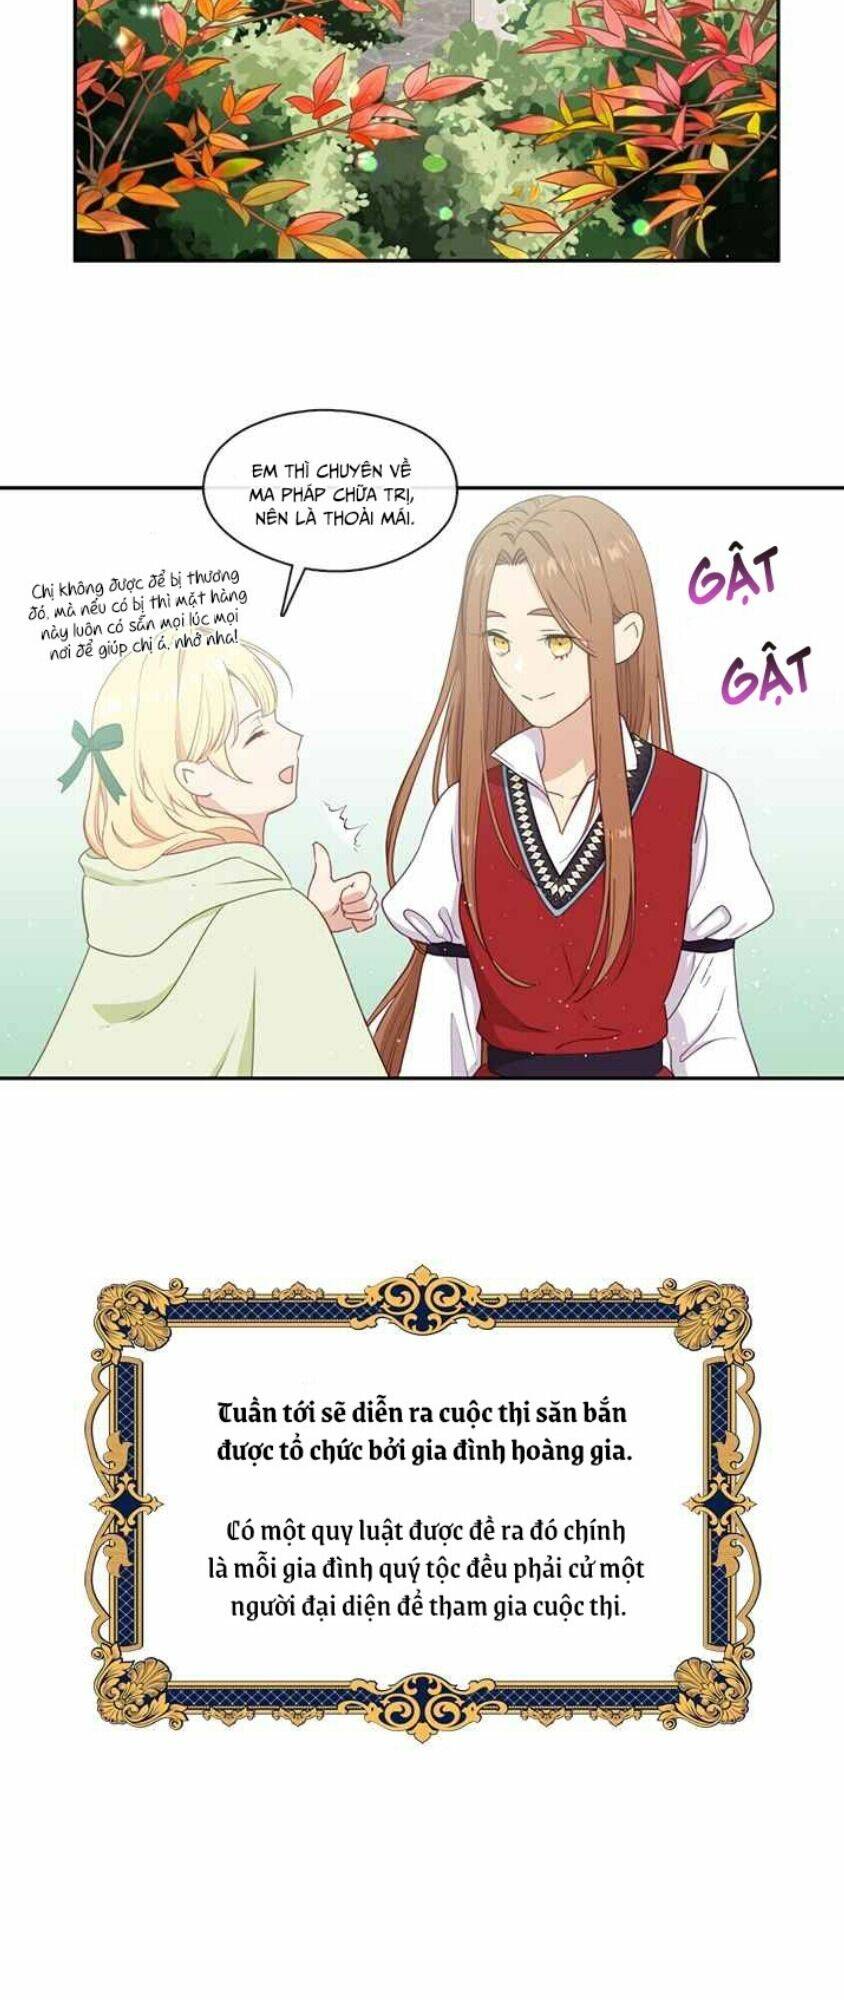 EM THÌ CHUYÊN VỀ
MA PHÁP CHỮA TRỊ,
NÊN LÀ THOẢI MÁI.
Chị không được để bị thương
đó, mà nếu có bị thì mặt hàng
này luôn có sẵn mọi lúc mọi
nơi để giúp chị á, nhớ nha!
GẬT
GẬT
Tuần tới sẽ diễn ra cuộc thi săn bắn
được tổ chức bởi gia đình hoàng gia.
Có một quy luật được đề ra đó chính
là mỗi gia đình quý tộc đều phải cử một
người đại diện để tham gia cuộc thi.